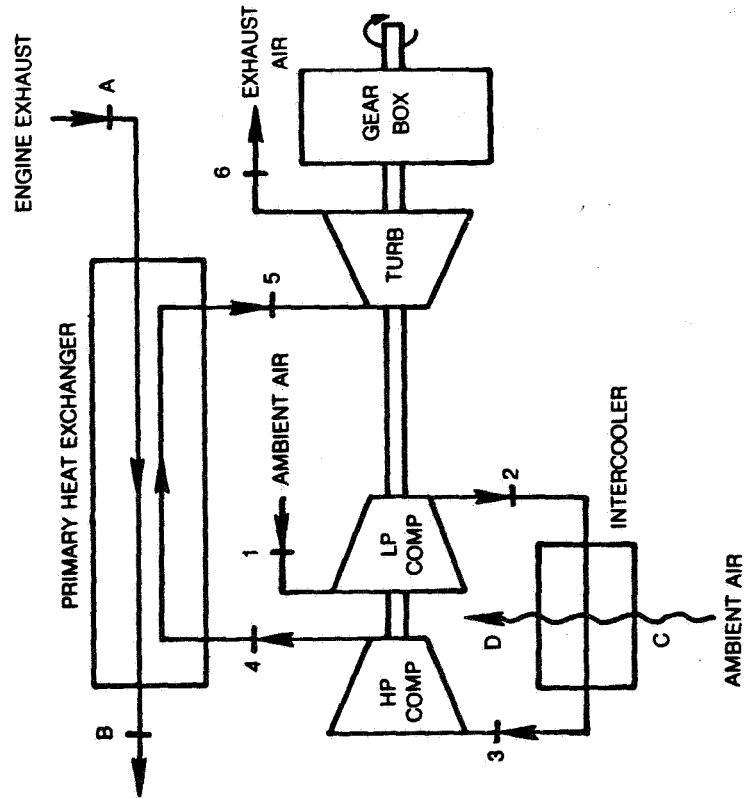 ENGINE EXHAUST
A
PRIMARY HEAT EXCHANGER
B
EXHAUST
AIR
6
5
AMBIENT AIR
1
4
GEAR
BOX
TURB
LP
COMP
HP
COMP
2
3
INTERCOOLER
D
C
AMBIENT AIR